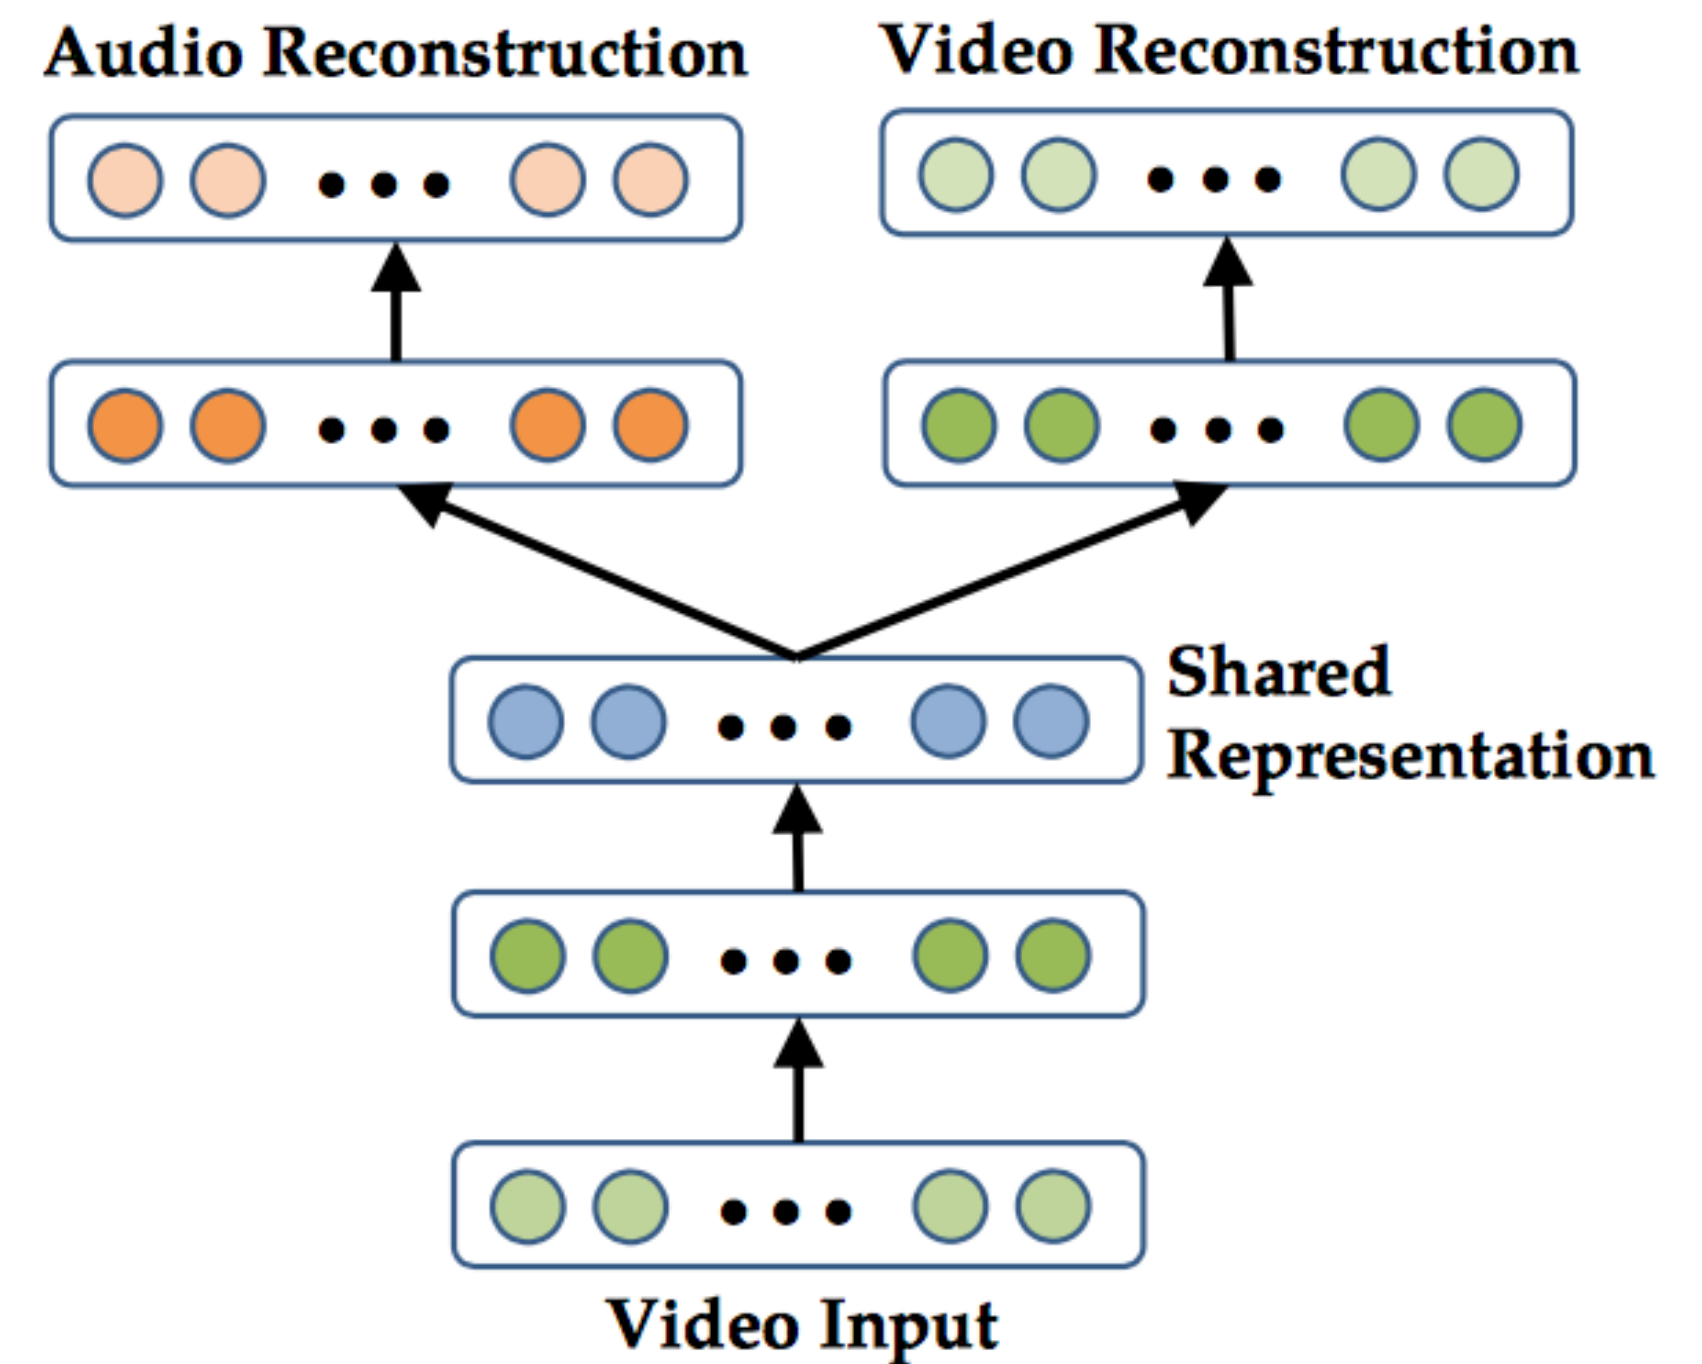 Audio Reconstruction
Video Reconstruction
Shared
Representation
Video Input